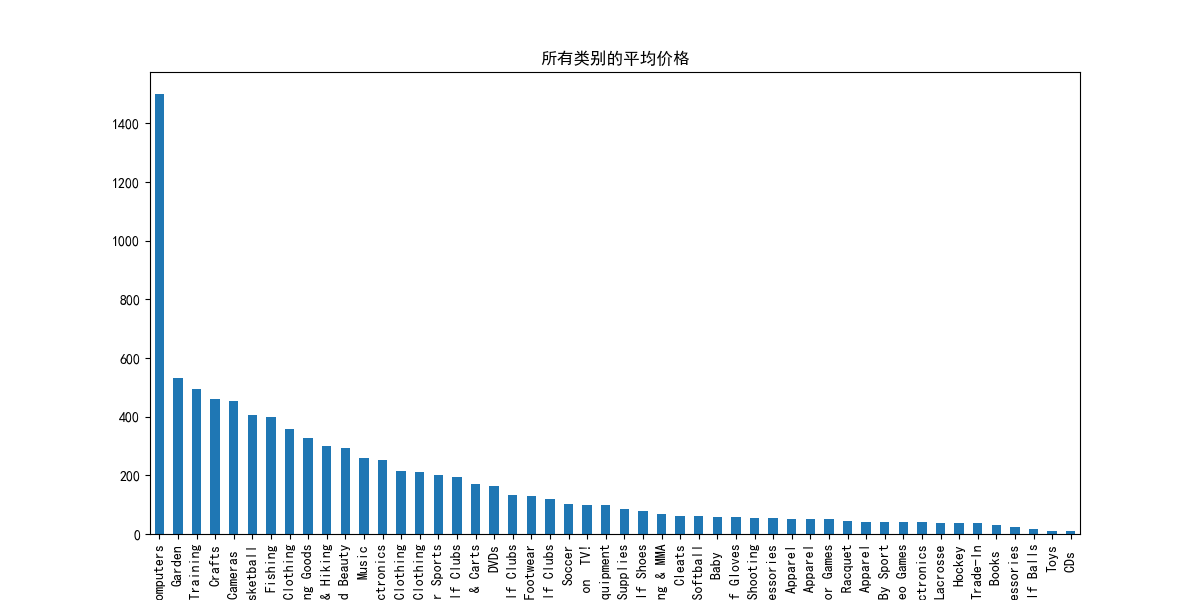 所有类别的平均价格
1400
1200
1000
800
600
400
200
0
omputers
Garden
Training
Crafts
Cameras
sketball
Fishing
Clothing
ng Goods
& Hiking
d Beauty
Music
ctronics
Clothing
Clothing
r Sports
lf Clubs
& Carts
DVDs
lf Clubs
Footwear
lf Clubs
Soccer
on TV!
quipment
Supplies
lf Shoes
ng & MMA
Cleats
Softball
Baby
f Gloves
Shooting
essories
Apparel
Apparel
or Games
Racquet
Apparel
By Sport
eo Games
ctronics
Lacrosse
Hockey
Trade-In
Books
essories
lf Balls
Toys
CDs